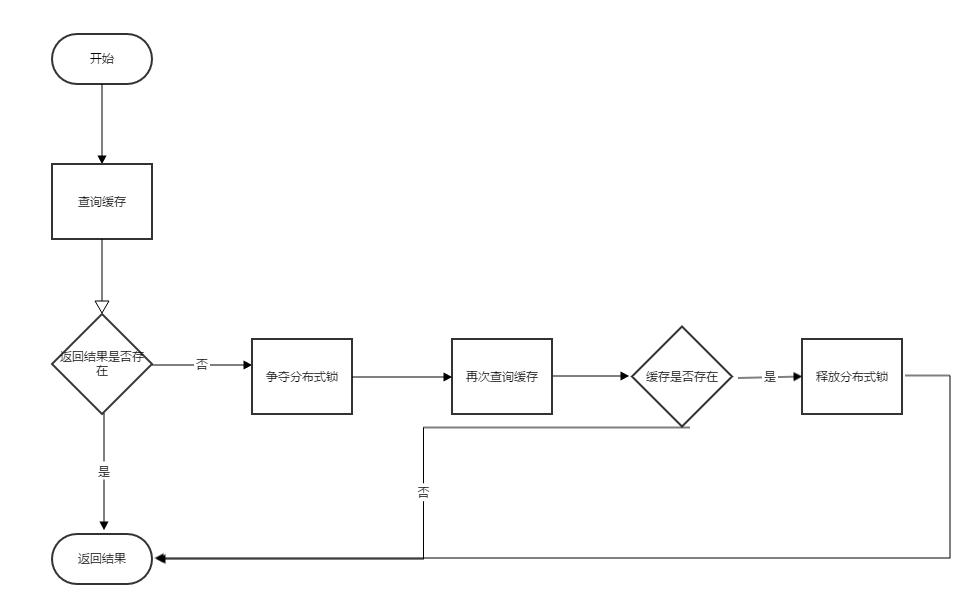 开始
查询缓存
返回结果是否存
在
否
争夺分布式锁
再次查询缓存
缓存是否存在
是
释放分布式锁
是
否
返回结果